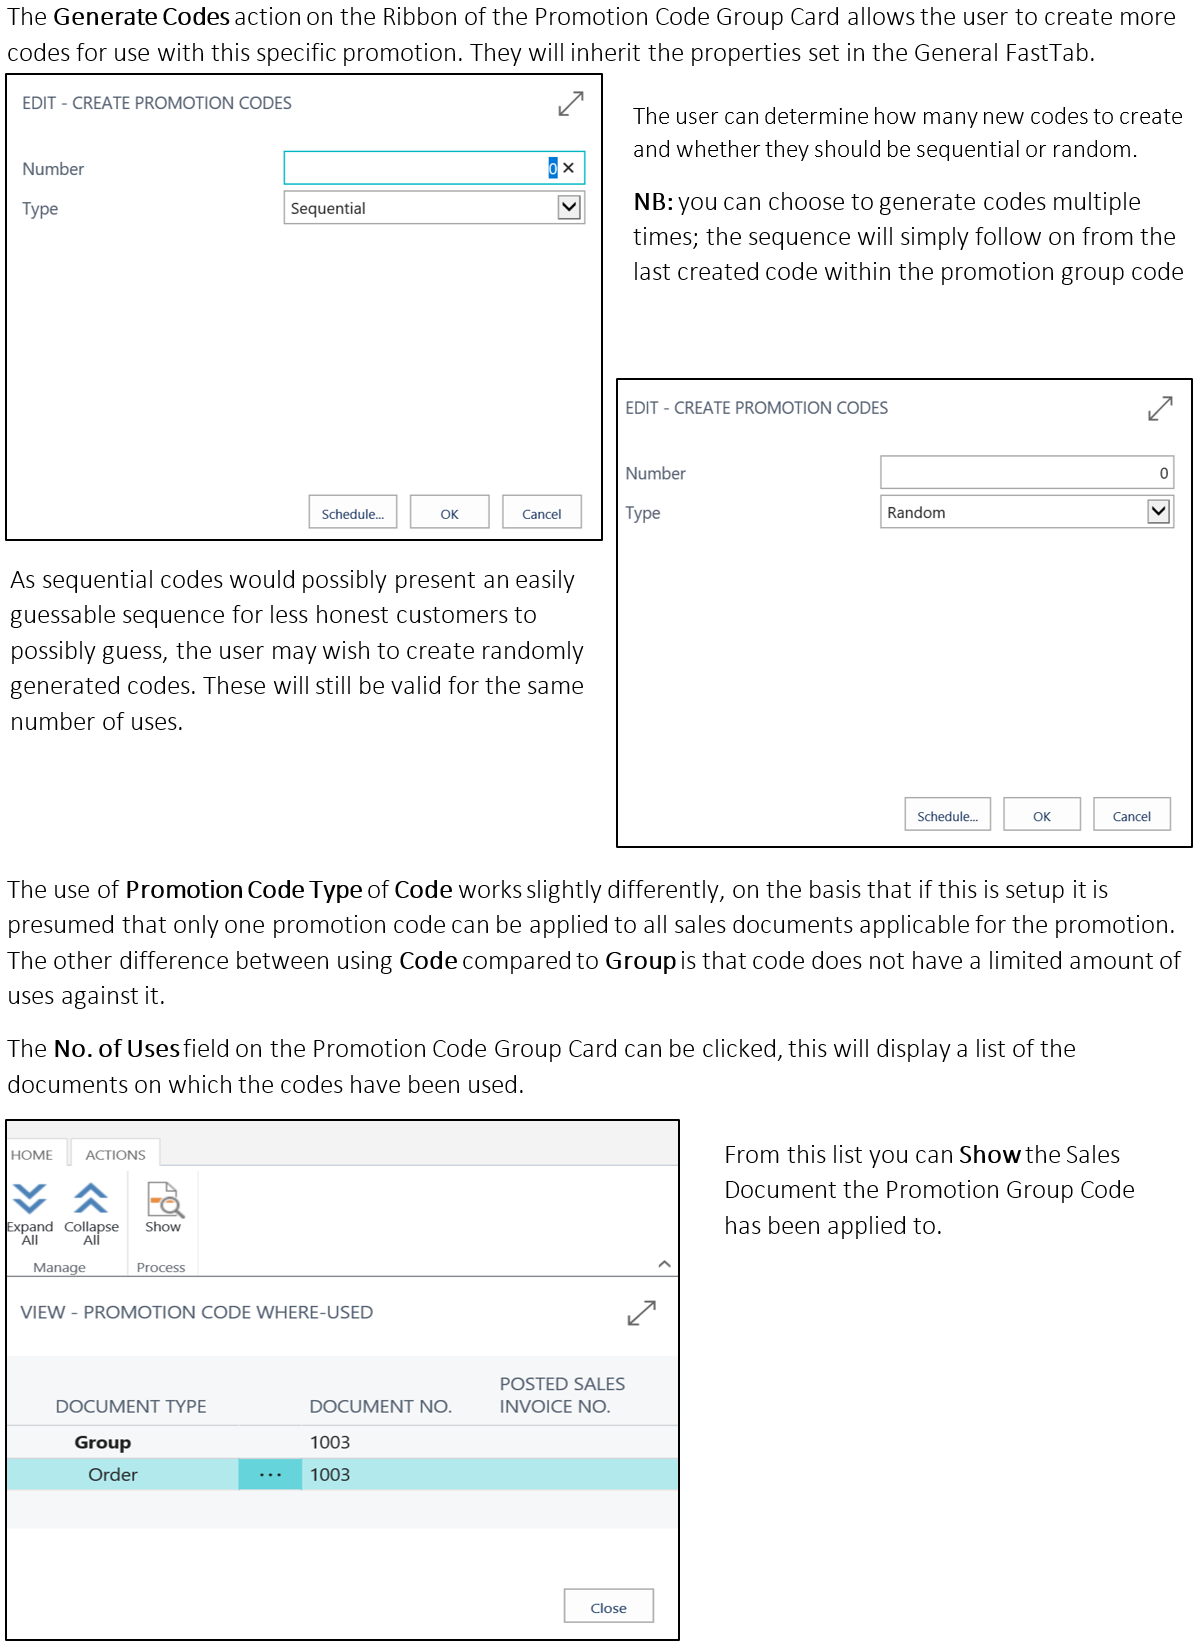 The Generate Codes action on the Ribbon of the Promotion Code Group Card allows the user to create more
codes for use with this specific promotion. They will inherit the properties set in the General FastTab.
EDIT - CREATE PROMOTION CODES
Number
0
Type
Sequential
Schedule...
OK
Cancel
The user can determine how many new codes to create
and whether they should be sequential or random.
NB: you can choose to generate codes multiple
times; the sequence will simply follow on from the
last created code within the promotion group code
EDIT - CREATE PROMOTION CODES
Number
0
Type
Random
Schedule...
OK
Cancel
As sequential codes would possibly present an easily
guessable sequence for less honest customers to
possibly guess, the user may wish to create randomly
generated codes. These will still be valid for the same
number of uses.
The use of Promotion Code Type of Code works slightly differently, on the basis that if this is setup it is
presumed that only one promotion code can be applied to all sales documents applicable for the promotion.
The other difference between using Code compared to Group is that code does not have a limited amount of
uses against it.
The No. of Uses field on the Promotion Code Group Card can be clicked, this will display a list of the
documents on which the codes have been used.
HOME
ACTIONS
Expand
All
Collapse
All
Show
Manage
Process
VIEW - PROMOTION CODE WHERE-USED
DOCUMENT TYPE
DOCUMENT NO.
POSTED SALES
INVOICE NO.
Group
1003
Order
...
1003
Close
From this list you can Show the Sales
Document the Promotion Group Code
has been applied to.